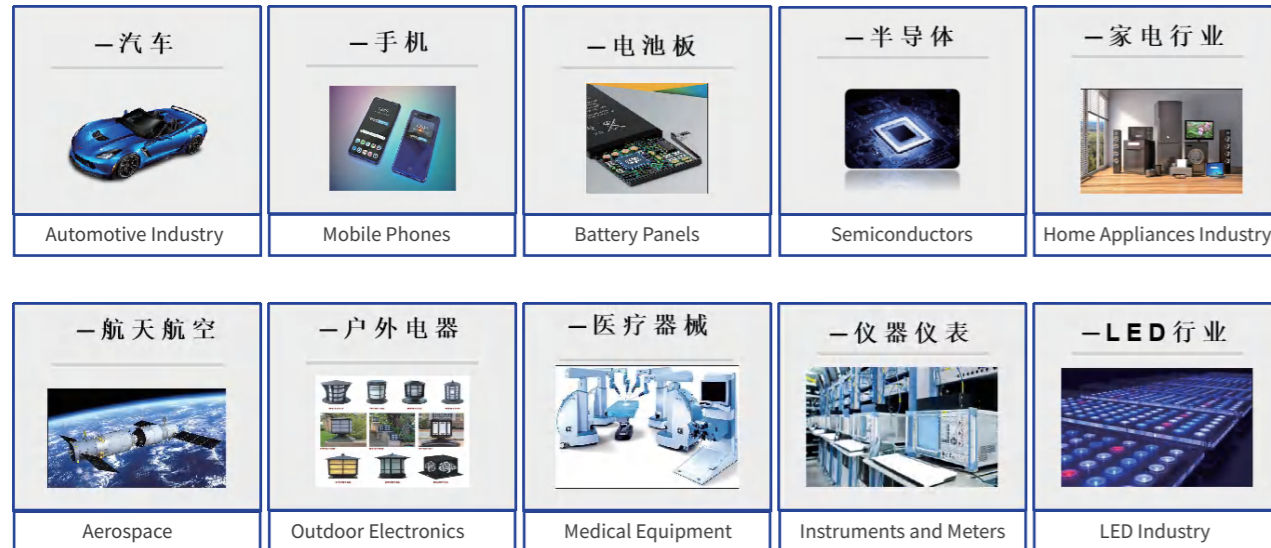 —汽车
—手机
—电池板
—半导体
—家电行业
Automotive Industry
Mobile Phones
Battery Panels
Semiconductors
Home Appliances Industry
—航天航空
—户外电器
—医疗器械
—仪器仪表
—LED行业
Aerospace
Outdoor Electronics
Medical Equipment
Instruments and Meters
LED Industry